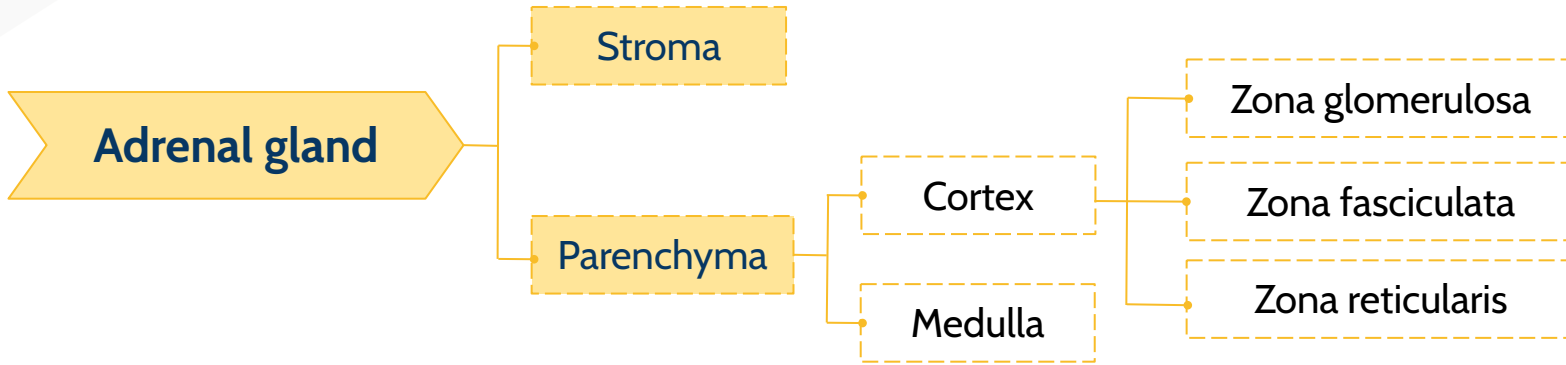 Adrenal gland
Stroma
Parenchyma
Cortex
Medulla
Zona glomerulosa
Zona fasciculata
Zona reticularis